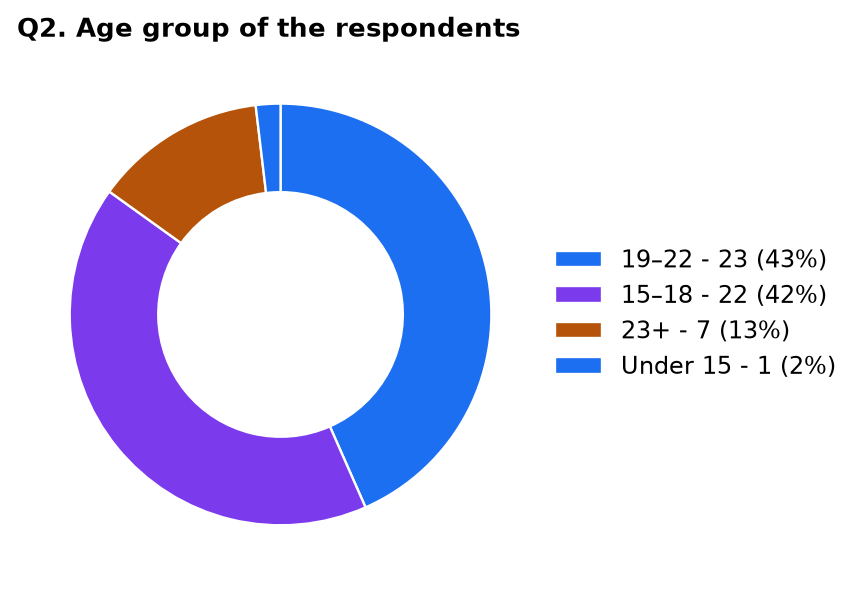 Q2. Age group of the respondents
19–22 - 23 (43%)
15–18 - 22 (42%)
23+ - 7 (13%)
Under 15 - 1 (2%)